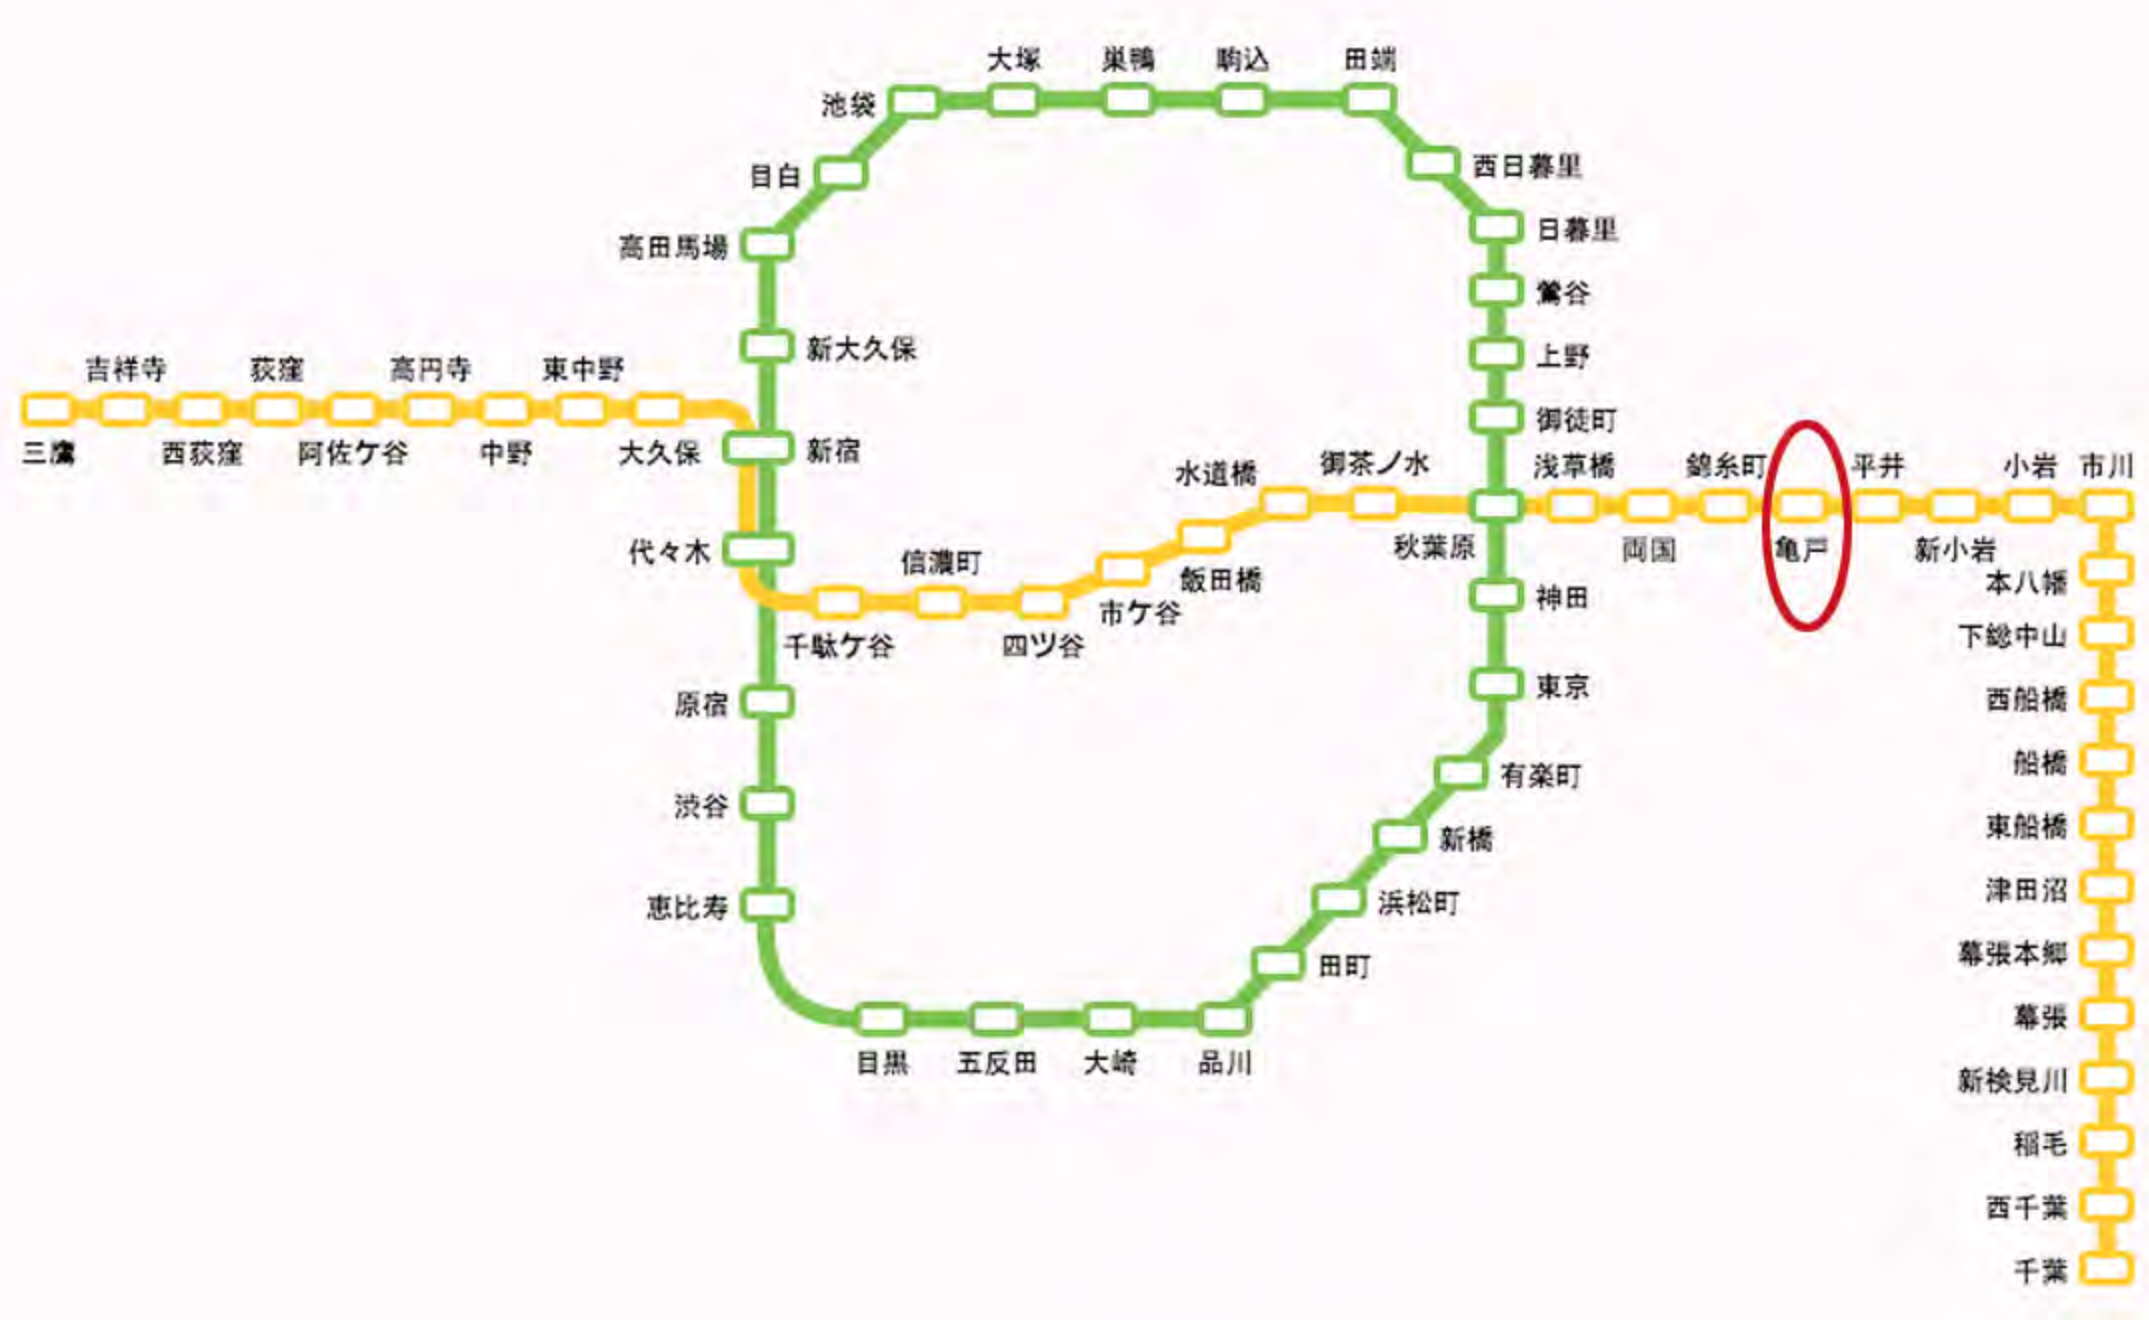 大塚
巣鴨
駒込
田端
池袋
西日暮里
目白
日暮里
高田馬場
鶯谷
新大久保
上野
吉祥寺
荻窪
高円寺
東中野
御徒町
三鷹
西荻窪
阿佐ケ谷
中野
大久保
新宿
水道橋
御茶ノ水
浅草橋
錦糸町
平井
小岩
市川
代々木
信濃町
飯田橋
秋葉原
両国
亀戸
新小岩
本八幡
千駄ケ谷
四ツ谷
市ケ谷
神田
下総中山
原宿
東京
西船橋
渋谷
有楽町
船橋
新橋
東船橋
恵比寿
浜松町
津田沼
田町
幕張本郷
目黒
五反田
大崎
品川
幕張
新検見川
稲毛
西千葉
千葉